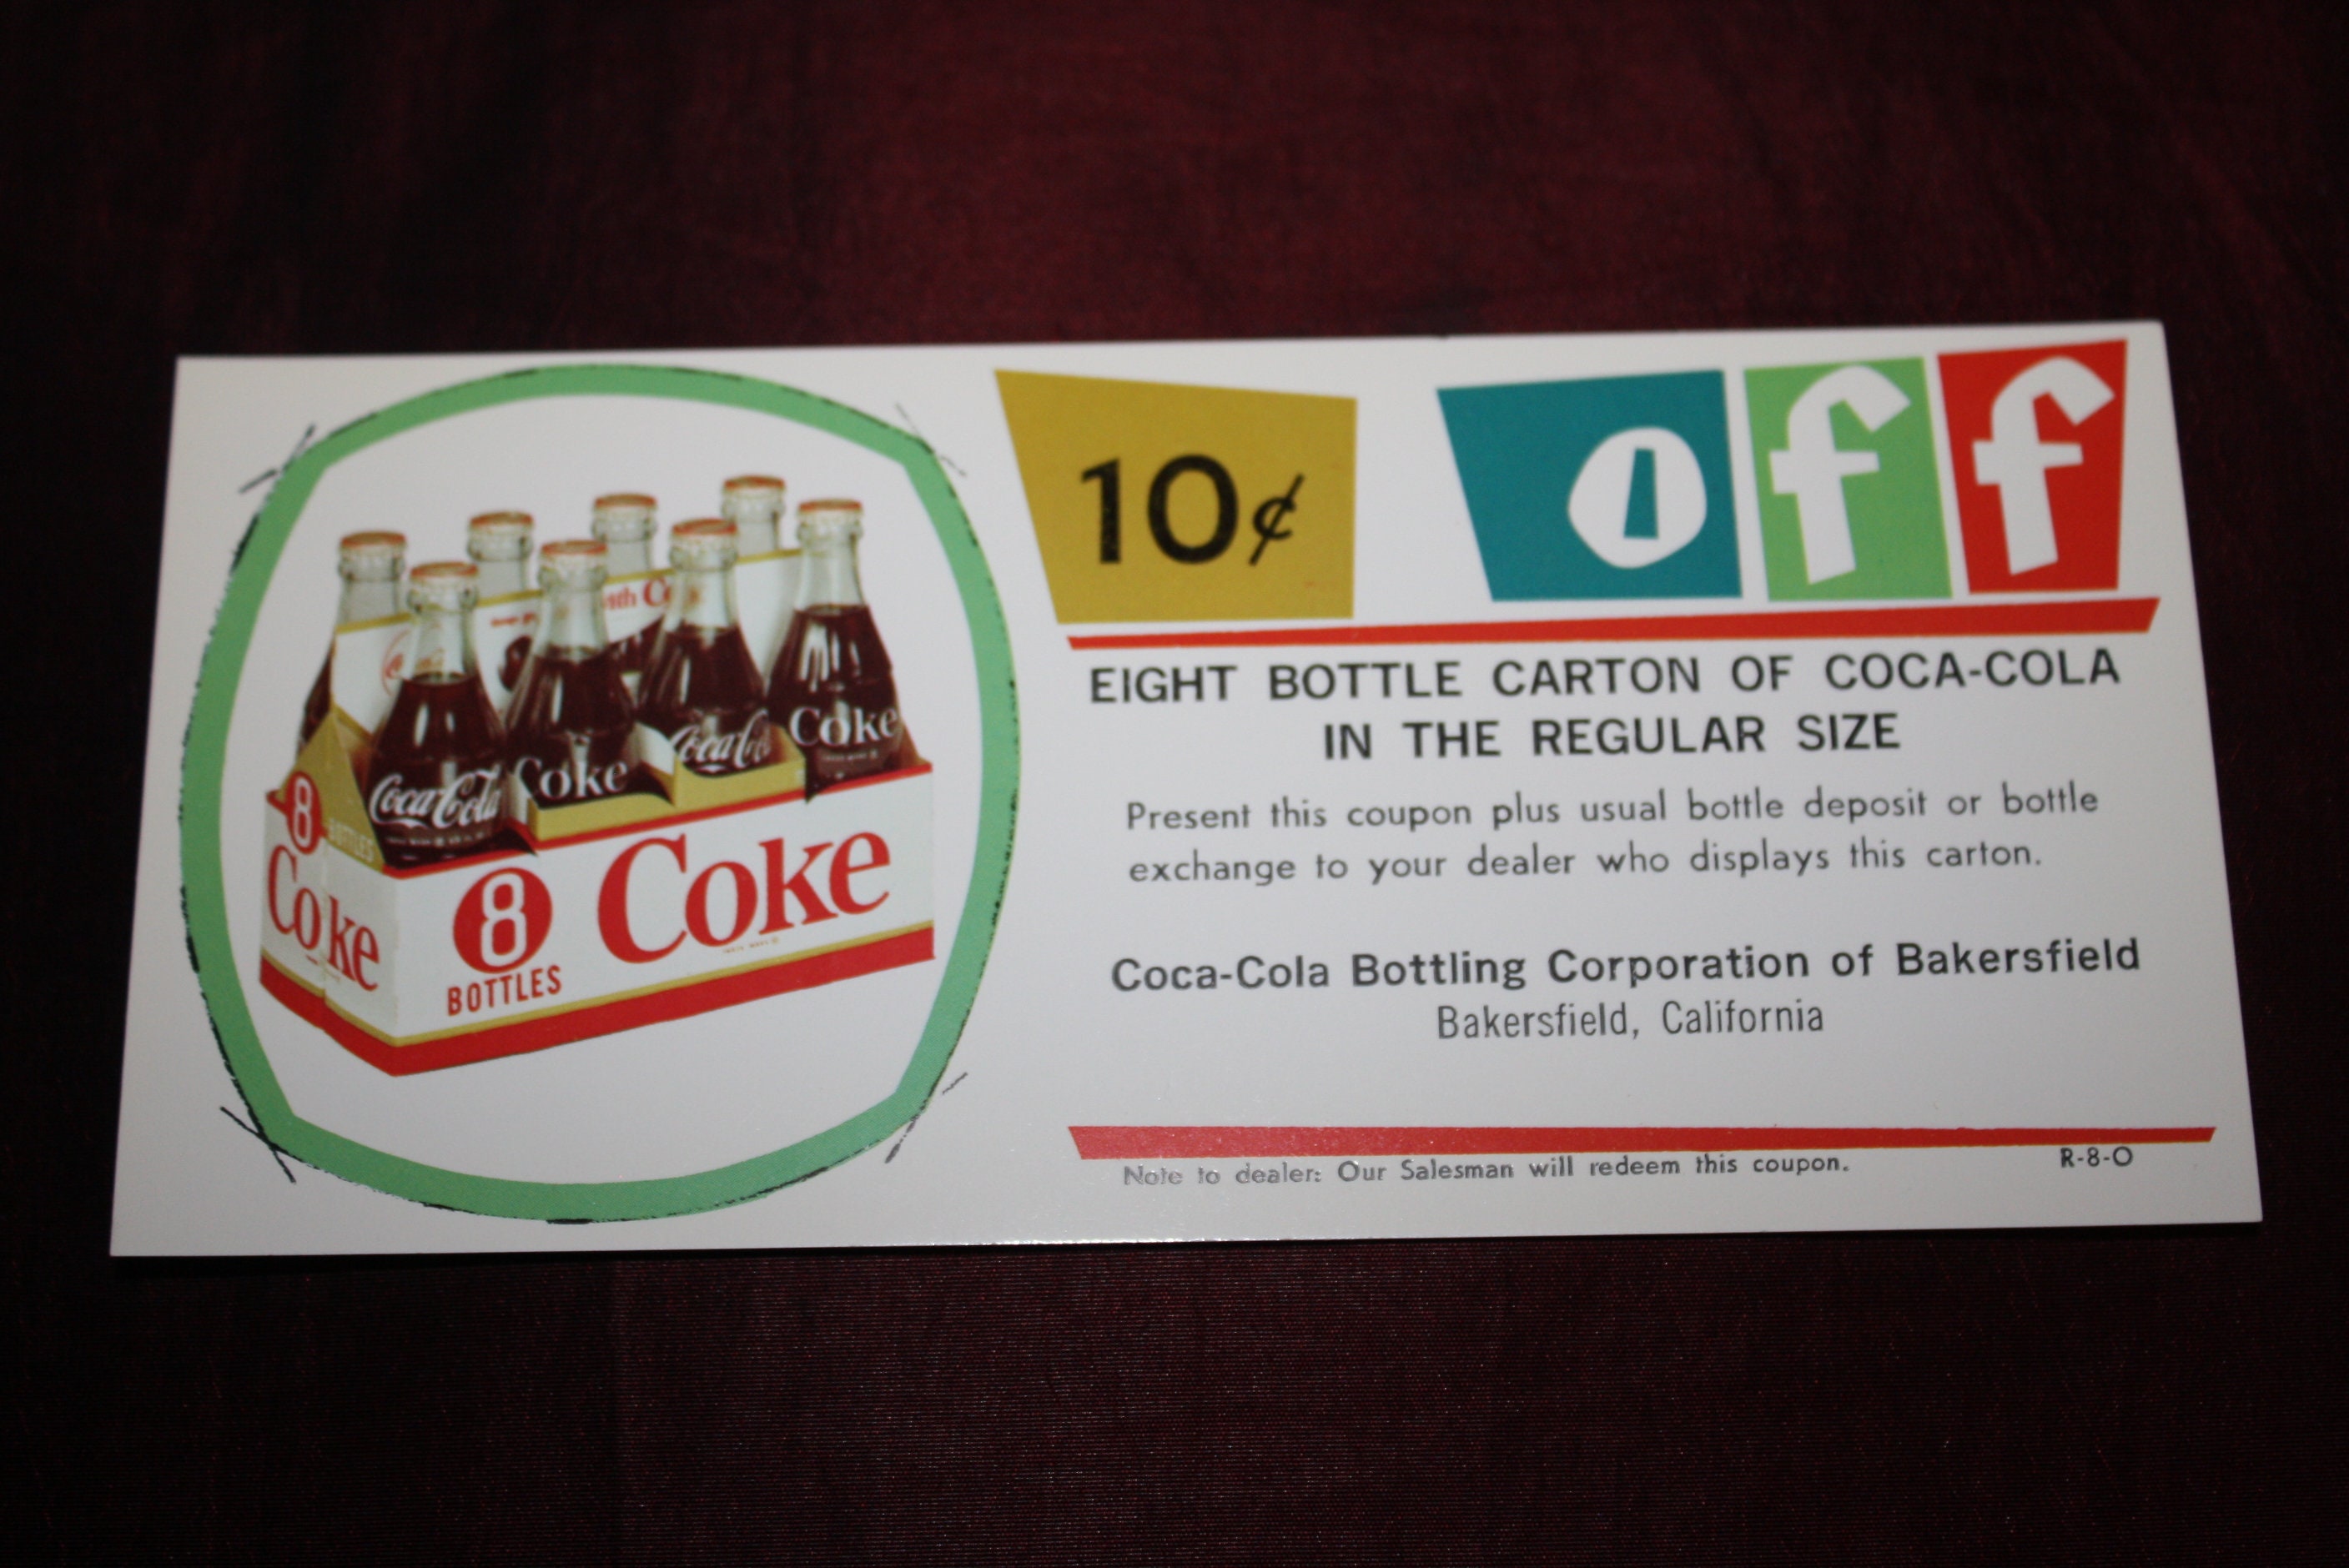 10¢ off
EIGHT BOTTLE CARTON OF COCA-COLA
IN THE REGULAR SIZE
Present this coupon plus usual bottle deposit or bottle
exchange to your dealer who displays this carton.
Coca-Cola Bottling Corporation of Bakersfield
Bakersfield, California
Note to dealer: Our Salesman will redeem this coupon.
R-8-O
with
Coca-Cola
Coke
Coca-Cola
Coke
8
BOTTLES
Coke
8
BOTTLES
Coke